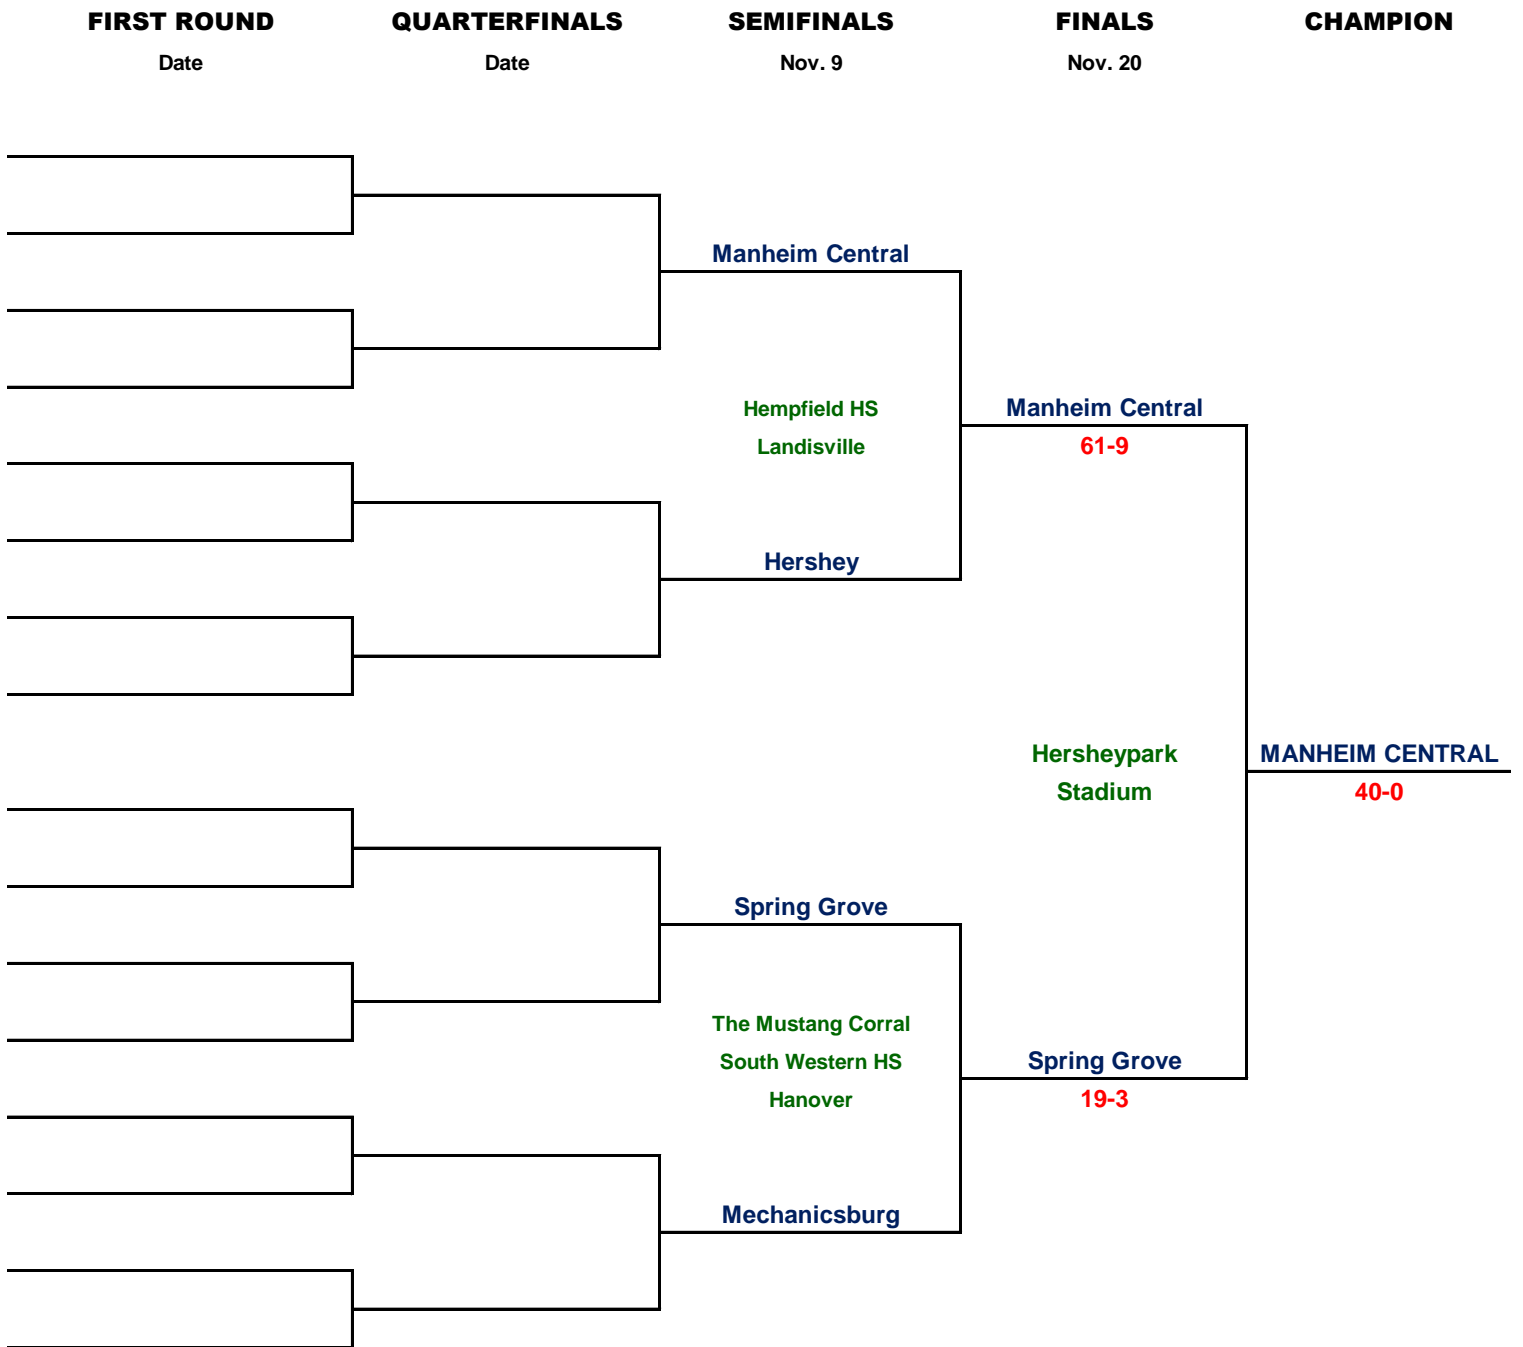 FIRST ROUND QUARTERFINALS SEMIFINALS FINALS CHAMPION
Date Date Nov. 9 Nov. 20
Manheim Central
Hempfield HS
Landisville
Manheim Central
61-9
Hershey
Hersheypark
Stadium
MANHEIM CENTRAL
40-0
Spring Grove
The Mustang Corral
South Western HS
Hanover
Spring Grove
19-3
Mechanicsburg